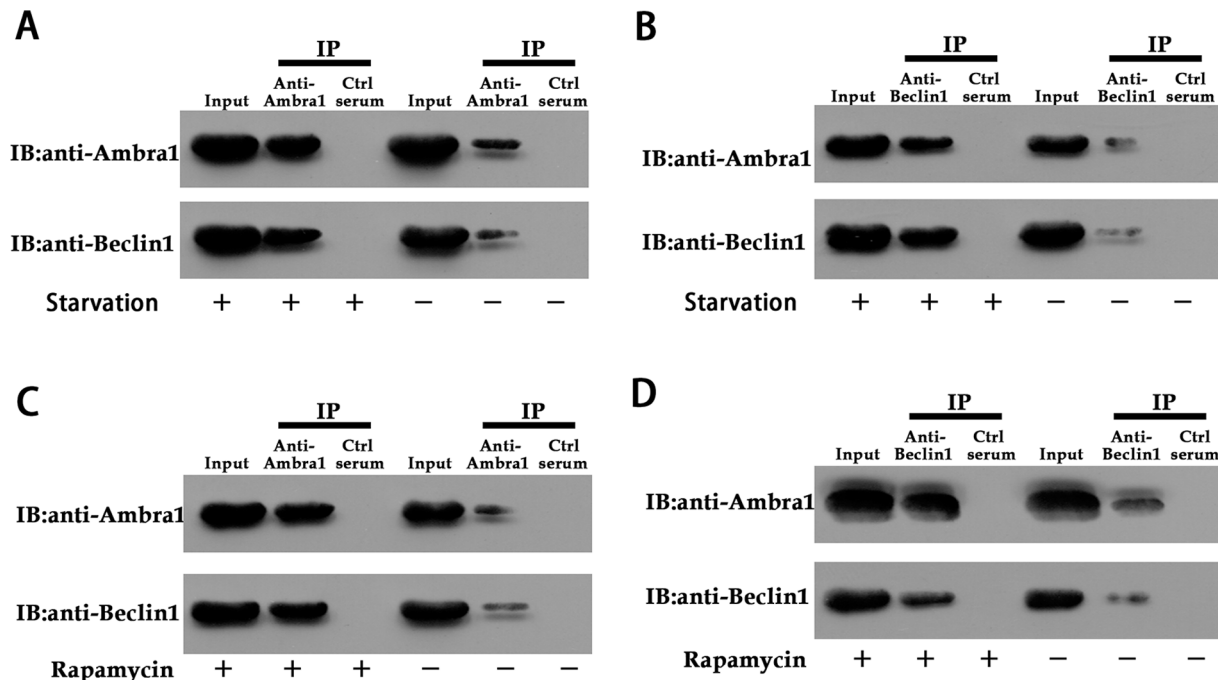 A
IP IP
Input Anti-Ambra1 Ctrl serum Input Anti-Ambra1 Ctrl serum
IB:anti-Ambra1
IB:anti-Beclin1
Starvation + + + − − −
B
IP IP
Input Anti-Beclin1 Ctrl serum Input Anti-Beclin1 Ctrl serum
IB:anti-Ambra1
IB:anti-Beclin1
Starvation + + + − − −
C
IP IP
Input Anti-Ambra1 Ctrl serum Input Anti-Ambra1 Ctrl serum
IB:anti-Ambra1
IB:anti-Beclin1
Rapamycin + + + − − −
D
IP IP
Input Anti-Beclin1 Ctrl serum Input Anti-Beclin1 Ctrl serum
IB:anti-Ambra1
IB:anti-Beclin1
Rapamycin + + + − − −